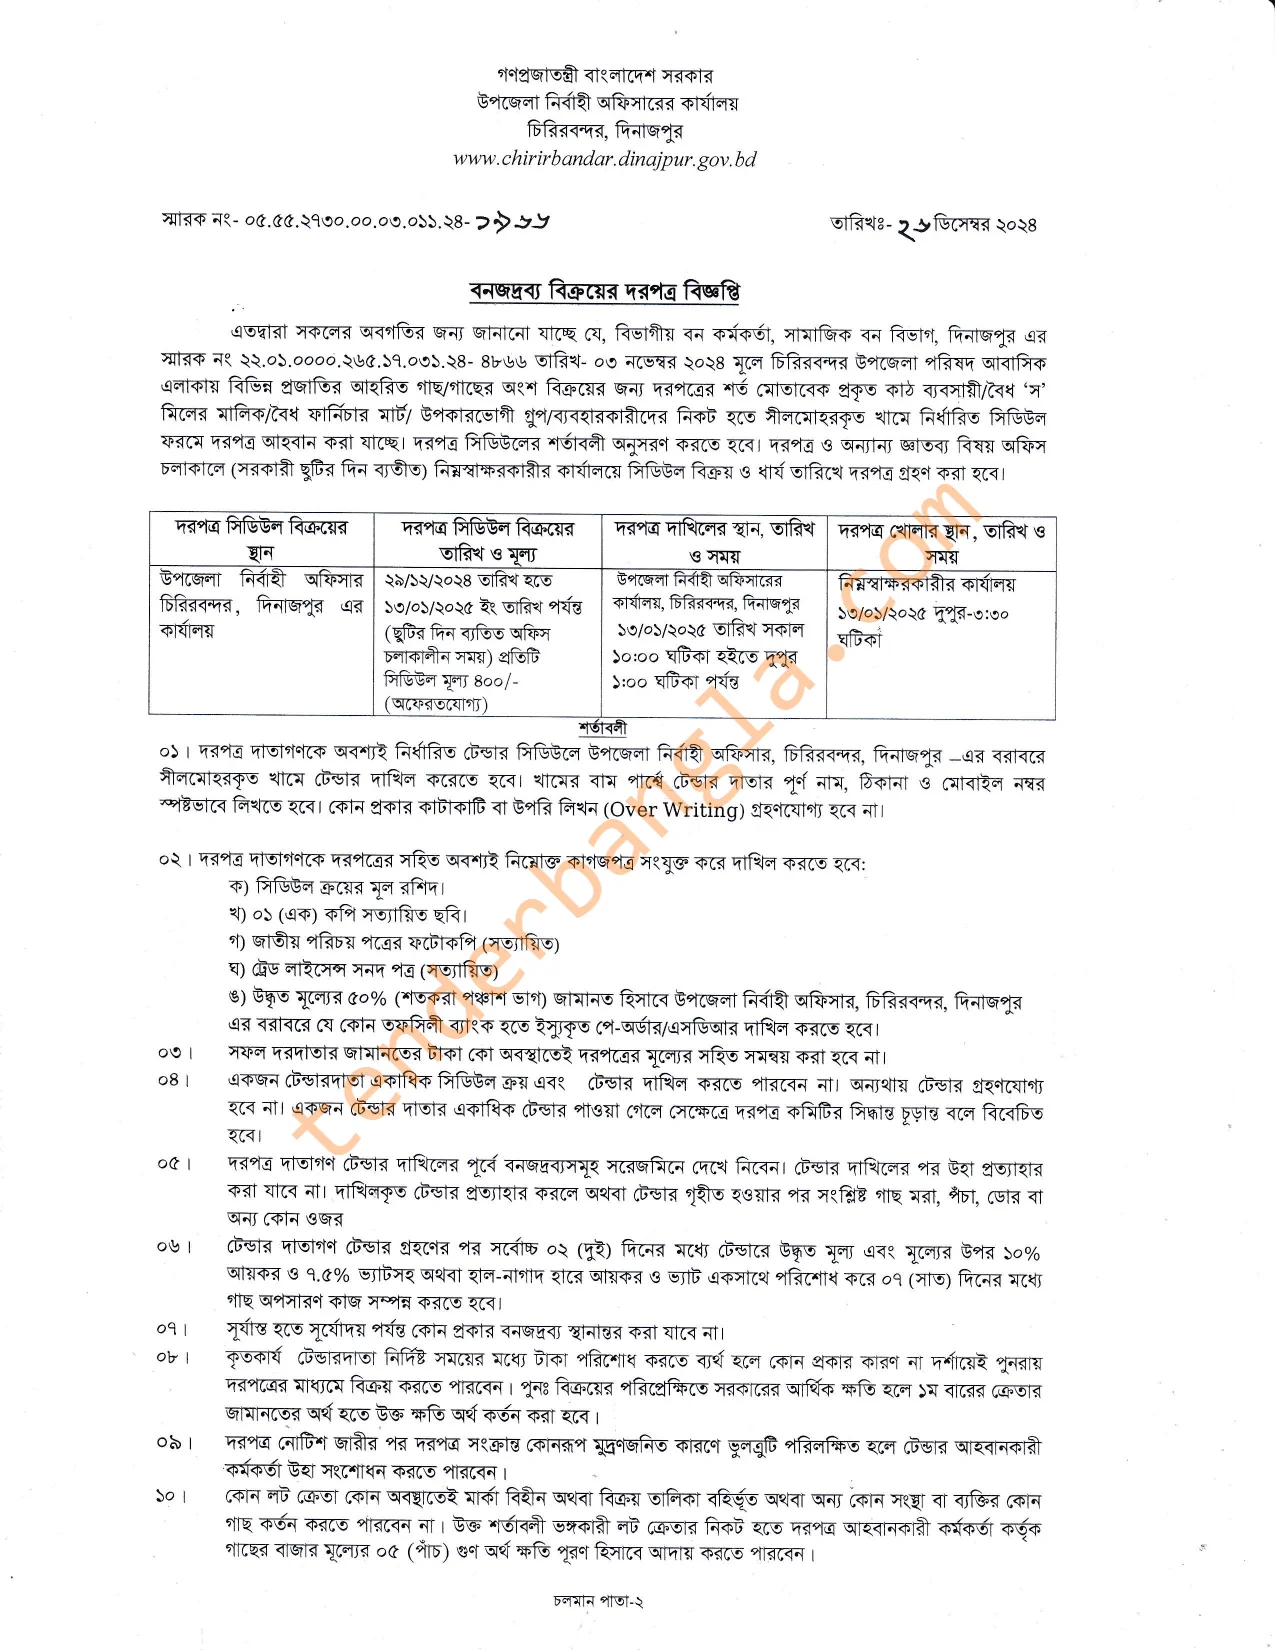 গণপ্রজাতন্ত্রী বাংলাদেশ সরকার
উপজেলা নির্বাহী অফিসারের কার্যালয়
চিরিরবন্দর, দিনাজপুর
www.chirirbandar.dinajpur.gov.bd
স্মারক নং- ০৫.৫৫.২৭৩০.০০.০৩.০১১.২৪-১৯৬৬ তারিখঃ- ২৬ ডিসেম্বর ২০২৪
বনজদ্রব্য বিক্রয়ের দরপত্র বিজ্ঞপ্তি
এতদ্বারা সকলের অবগতির জন্য জানানো যাচ্ছে যে, বিভাগীয় বন কর্মকর্তা, সামাজিক বন বিভাগ, দিনাজপুর এর
স্মারক নং ২২.০১.০০০০.২৬৫.১৭.০৩১.২৪- ৪৮৬৬ তারিখ- ০৩ নভেম্বর ২০২৪ মূলে চিরিরবন্দর উপজেলা পরিষদ আবাসিক
এলাকায় বিভিন্ন প্রজাতির আহরিত গাছ/গাছের অংশ বিক্রয়ের জন্য দরপত্রের শর্ত মোতাবেক প্রকৃত কাঠ ব্যবসায়ী/বৈধ ‘স’
মিলের মালিক/বৈধ ফার্নিচার মার্ট/ উপকারভোগী গ্রুপ/ব্যবহারকারীদের নিকট হতে সীলমোহরকৃত খামে নির্ধারিত সিডিউল
ফরমে দরপত্র আহবান করা যাচ্ছে। দরপত্র সিডিউলের শর্তাবলী অনুসরণ করতে হবে। দরপত্র ও অন্যান্য জ্ঞাতব্য বিষয় অফিস
চলাকালে (সরকারী ছুটির দিন ব্যতীত) নিম্নস্বাক্ষরকারীর কার্যালয়ে সিডিউল বিক্রয় ও ধার্য তারিখে দরপত্র গ্রহণ করা হবে।
দরপত্র সিডিউল বিক্রয়ের
স্থান
দরপত্র সিডিউল বিক্রয়ের
তারিখ ও মূল্য
দরপত্র দাখিলের স্থান, তারিখ
ও সময়
দরপত্র খোলার স্থান, তারিখ ও
সময়
উপজেলা নির্বাহী অফিসার
চিরিরবন্দর, দিনাজপুর এর
কার্যালয়
২৯/১২/২০২৪ তারিখ হতে
১৩/০১/২০২৫ ইং তারিখ পর্যন্ত
(ছুটির দিন ব্যতিত অফিস
চলাকালীন সময়) প্রতিটি
সিডিউল মূল্য ৪০০/-
(অফেরতযোগ্য)
উপজেলা নির্বাহী অফিসারের
কার্যালয়, চিরিরবন্দর, দিনাজপুর
১৩/০১/২০২৫ তারিখ সকাল
১০:০০ ঘটিকা হইতে দুপুর
১:০০ ঘটিকা পর্যন্ত
নিম্নস্বাক্ষরকারীর কার্যালয়
১৩/০১/২০২৫ দুপুর-৩:৩০
ঘটিকা
শর্তাবলী
০১। দরপত্র দাতাগণকে অবশ্যই নির্ধারিত টেন্ডার সিডিউলে উপজেলা নির্বাহী অফিসার, চিরিরবন্দর, দিনাজপুর –এর বরাবরে
সীলমোহরকৃত খামে টেন্ডার দাখিল করেতে হবে। খামের বাম পার্শ্বে টেন্ডার দাতার পূর্ণ নাম, ঠিকানা ও মোবাইল নম্বর
স্পষ্টভাবে লিখতে হবে। কোন প্রকার কাটাকাটি বা উপরি লিখন (Over Writing) গ্রহণযোগ্য হবে না।
০২। দরপত্র দাতাগণকে দরপত্রের সহিত অবশ্যই নিম্নোক্ত কাগজপত্র সংযুক্ত করে দাখিল করতে হবে:
ক) সিডিউল ক্রয়ের মূল রশিদ।
খ) ০১ (এক) কপি সত্যায়িত ছবি।
গ) জাতীয় পরিচয় পত্রের ফটোকপি (সত্যায়িত)
ঘ) ট্রেড লাইসেন্স সনদ পত্র (সত্যায়িত)
ঙ) উদ্ধৃত মূল্যের ৫০% (শতকরা পঞ্চাশ ভাগ) জামানত হিসাবে উপজেলা নির্বাহী অফিসার, চিরিরবন্দর, দিনাজপুর
এর বরাবরে যে কোন তফসিলী ব্যাংক হতে ইস্যুকৃত পে-অর্ডার/এসডিআর দাখিল করতে হবে।
০৩। সফল দরদাতার জামানতের টাকা কো অবস্থাতেই দরপত্রের মূল্যের সহিত সমন্বয় করা হবে না।
০৪। একজন টেন্ডারদাতা একাধিক সিডিউল ক্রয় এবং টেন্ডার দাখিল করতে পারবেন না। অন্যথায় টেন্ডার গ্রহণযোগ্য
হবে না। একজন টেন্ডার দাতার একাধিক টেন্ডার পাওয়া গেলে সেক্ষেত্রে দরপত্র কমিটির সিদ্ধান্ত চূড়ান্ত বলে বিবেচিত
হবে।
০৫। দরপত্র দাতাগণ টেন্ডার দাখিলের পূর্বে বনজদ্রব্যসমূহ সরেজমিনে দেখে নিবেন। টেন্ডার দাখিলের পর উহা প্রত্যাহার
করা যাবে না। দাখিলকৃত টেন্ডার প্রত্যাহার করলে অথবা টেন্ডার গৃহীত হওয়ার পর সংশ্লিষ্ট গাছ মরা, পঁচা, ডোর বা
অন্য কোন ওজর
০৬। টেন্ডার দাতাগণ টেন্ডার গ্রহণের পর সর্বোচ্চ ০২ (দুই) দিনের মধ্যে টেন্ডারে উদ্ধৃত মূল্য এবং মূল্যের উপর ১০%
আয়কর ও ৭.৫% ভ্যাটসহ অথবা হাল-নাগাদ হারে আয়কর ও ভ্যাট একসাথে পরিশোধ করে ০৭ (সাত) দিনের মধ্যে
গাছ অপসারণ কাজ সম্পন্ন করতে হবে।
০৭। সূর্যাস্ত হতে সূর্যোদয় পর্যন্ত কোন প্রকার বনজদ্রব্য স্থানান্তর করা যাবে না।
০৮। কৃতকার্য টেন্ডারদাতা নির্দিষ্ট সময়ের মধ্যে টাকা পরিশোধ করতে ব্যর্থ হলে কোন প্রকার কারণ না দর্শায়েই পুনরায়
দরপত্রের মাধ্যমে বিক্রয় করতে পারবেন। পুনঃ বিক্রয়ের পরিপ্রেক্ষিতে সরকারের আর্থিক ক্ষতি হলে ১ম বারের ক্রেতার
জামানতের অর্থ হতে উক্ত ক্ষতি অর্থ কর্তন করা হবে।
০৯। দরপত্র নোটিশ জারীর পর দরপত্র সংক্রান্ত কোনরূপ মুদ্রণজনিত কারণে ভুলত্রুটি পরিলক্ষিত হলে টেন্ডার আহবানকারী
কর্মকর্তা উহা সংশোধন করতে পারবেন।
১০। কোন লট ক্রেতা কোন অবস্থাতেই মার্কা বিহীন অথবা বিক্রয় তালিকা বহির্ভূত অথবা অন্য কোন সংস্থা বা ব্যক্তির কোন
গাছ কর্তন করতে পারবেন না। উক্ত শর্তাবলী ভঙ্গকারী লট ক্রেতার নিকট হতে দরপত্র আহবানকারী কর্মকর্তা কর্তৃক
গাছের বাজার মূল্যের ০৫ (পাঁচ) গুণ অর্থ ক্ষতি পূরণ হিসাবে আদায় করতে পারবেন।
চলমান পাতা-২
tenderbangla.com